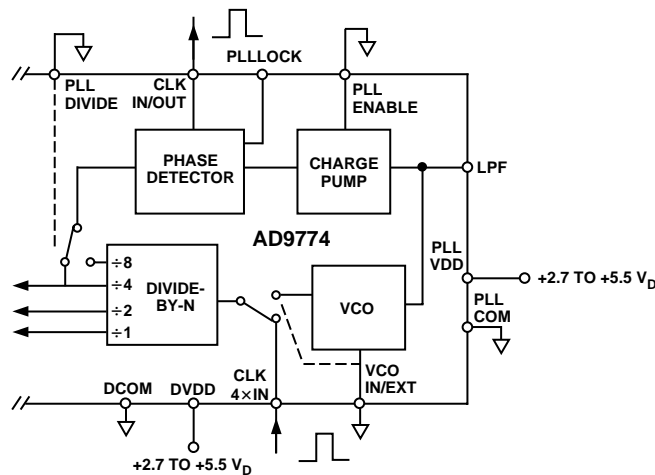 PLLLOCK
PLL
DIVIDE
CLK
IN/OUT
PLL
ENABLE
PHASE
DETECTOR
CHARGE
PUMP
LPF
AD9774
PLL
VDD
+2.7 TO +5.5 V_D
PLL
COM
÷8
÷4
÷2
÷1
DIVIDE-
BY-N
VCO
DCOM
DVDD
CLK
4×IN
VCO
IN/EXT
+2.7 TO +5.5 V_D